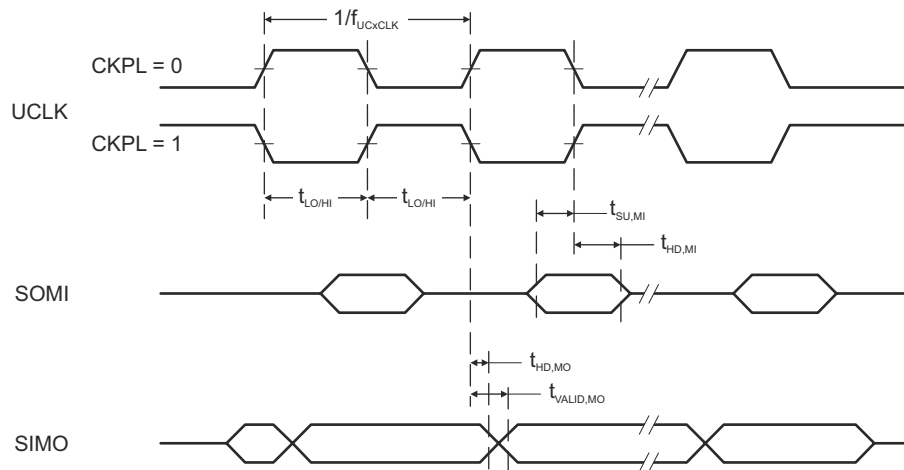 1/fUCxCLK
CKPL = 0
UCLK
CKPL = 1
tLO/HI tLO/HI
tSU,MI
tHD,MI
SOMI
tHD,MO
tVALID,MO
SIMO